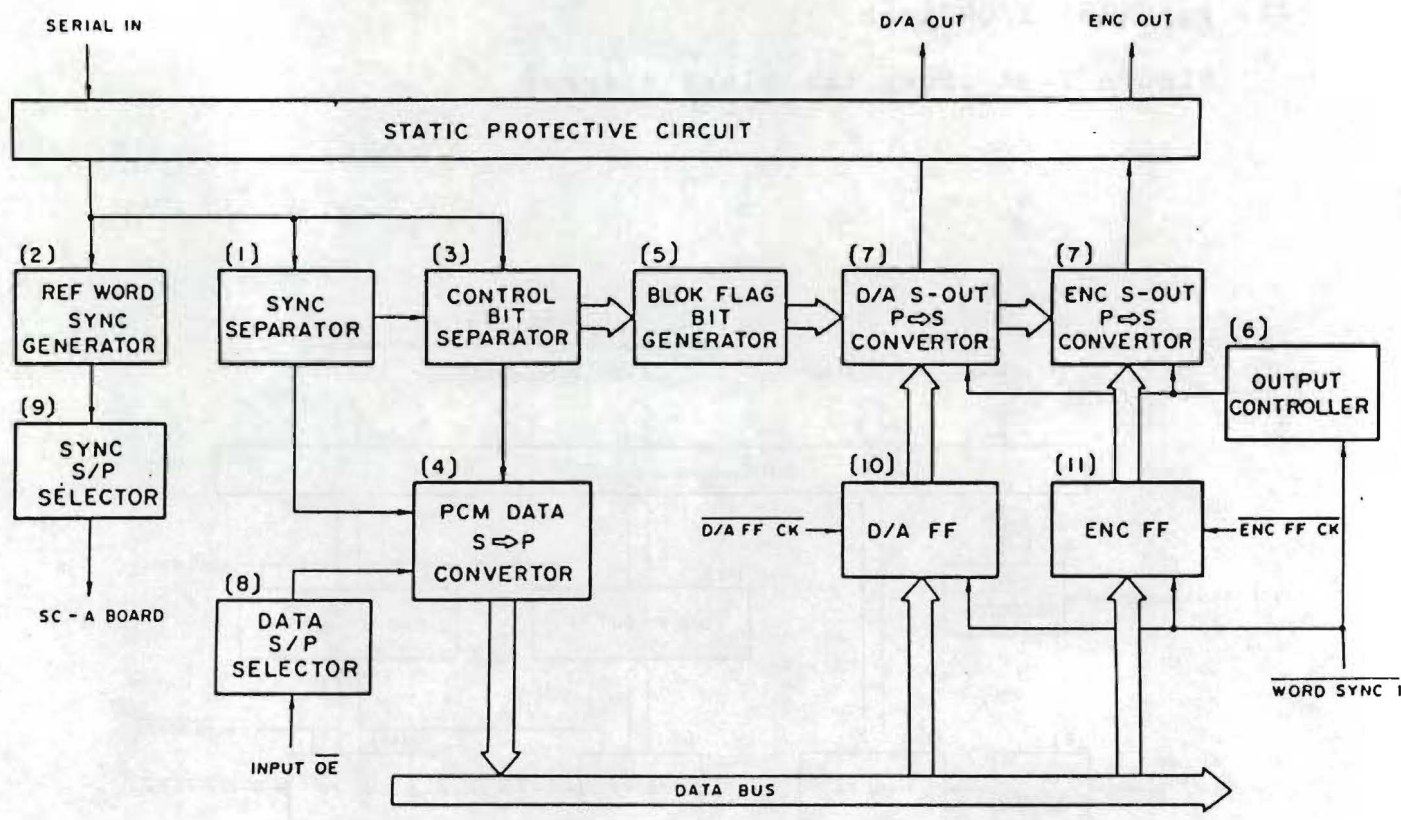 SERIAL IN
D/A OUT
ENC OUT
STATIC PROTECTIVE CIRCUIT
(2)
REF WORD
SYNC
GENERATOR
(1)
SYNC
SEPARATOR
(3)
CONTROL
BIT
SEPARATOR
(5)
BLOK FLAG
BIT
GENERATOR
(7)
D/A S-OUT
P⇨S
CONVERTOR
(7)
ENC S-OUT
P⇨S
CONVERTOR
(6)
OUTPUT
CONTROLLER
(9)
SYNC
S/P
SELECTOR
(4)
PCM DATA
S⇨P
CONVERTOR
(10)
D/A FF CK
D/A FF
(11)
ENC FF
ENC FF CK
SC-A BOARD
(8)
DATA
S/P
SELECTOR
INPUT OE
WORD SYNC 1
DATA BUS